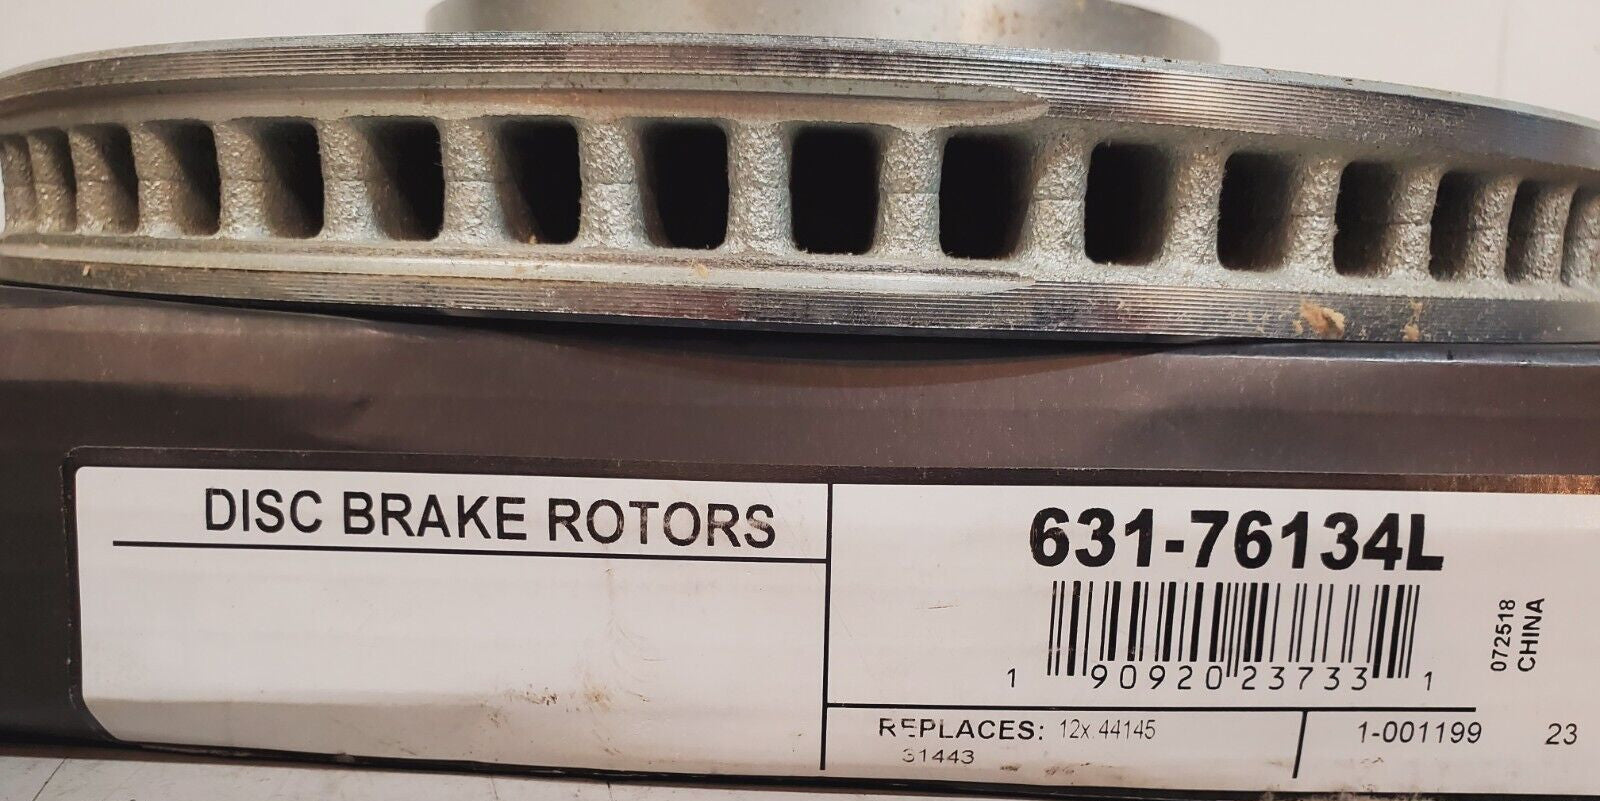 DISC BRAKE ROTORS
631-76134L
1 90920 23733 1
072518
CHINA
REPLACES: 12x.44145
31443
1-001199
23